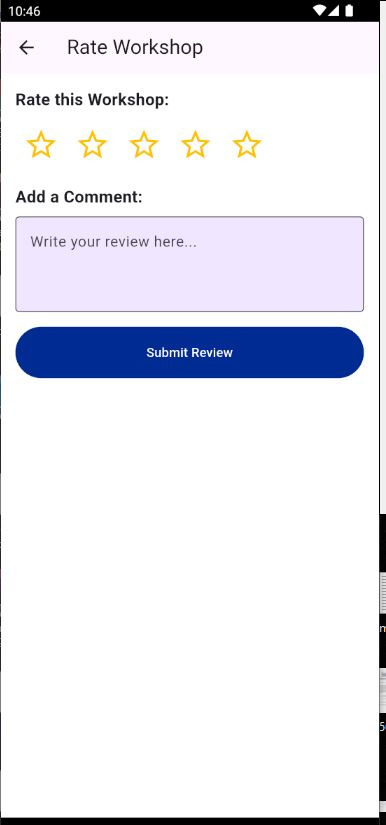 10:46
Rate Workshop
Rate this Workshop:
Add a Comment:
Write your review here...
Submit Review